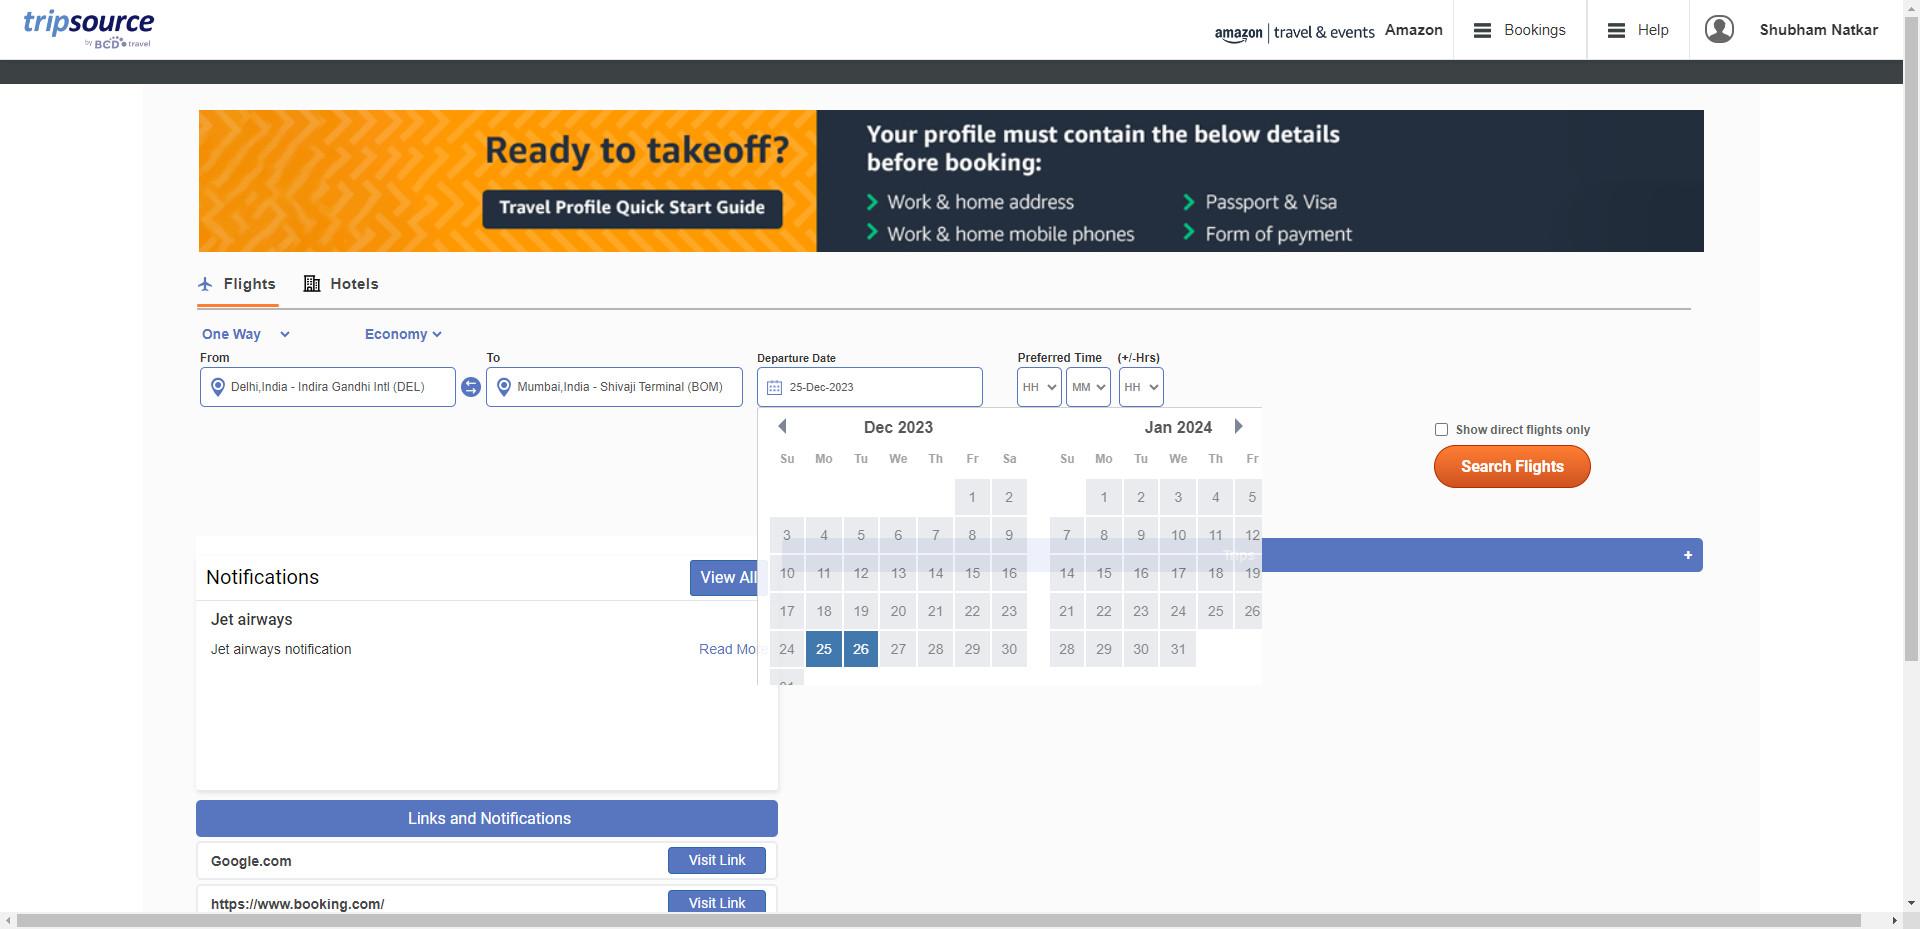 tripsource
by BCD travel
amazon | travel & events Amazon
Bookings
Help
Shubham Natkar
Ready to takeoff?
Travel Profile Quick Start Guide
Your profile must contain the below details
before booking:
Work & home address
Passport & Visa
Work & home mobile phones
Form of payment
Flights
Hotels
One Way
Economy
From
To
Departure Date
Preferred Time
(+/-Hrs)
Delhi,India - Indira Gandhi Intl (DEL)
Mumbai,India - Shivaji Terminal (BOM)
25-Dec-2023
HH
MM
HH
Dec 2023
Su Mo Tu We Th Fr Sa
1 2
3 4 5 6 7 8 9
10 11 12 13 14 15 16
17 18 19 20 21 22 23
24 25 26 27 28 29 30
31
Jan 2024
Su Mo Tu We Th Fr
1 2 3 4 5
7 8 9 10 11 12
14 15 16 17 18 19
21 22 23 24 25 26
28 29 30 31
Show direct flights only
Search Flights
Trips
+
Notifications
View All
Jet airways
Jet airways notification
Read More
Links and Notifications
Google.com
Visit Link
https://www.booking.com/
Visit Link